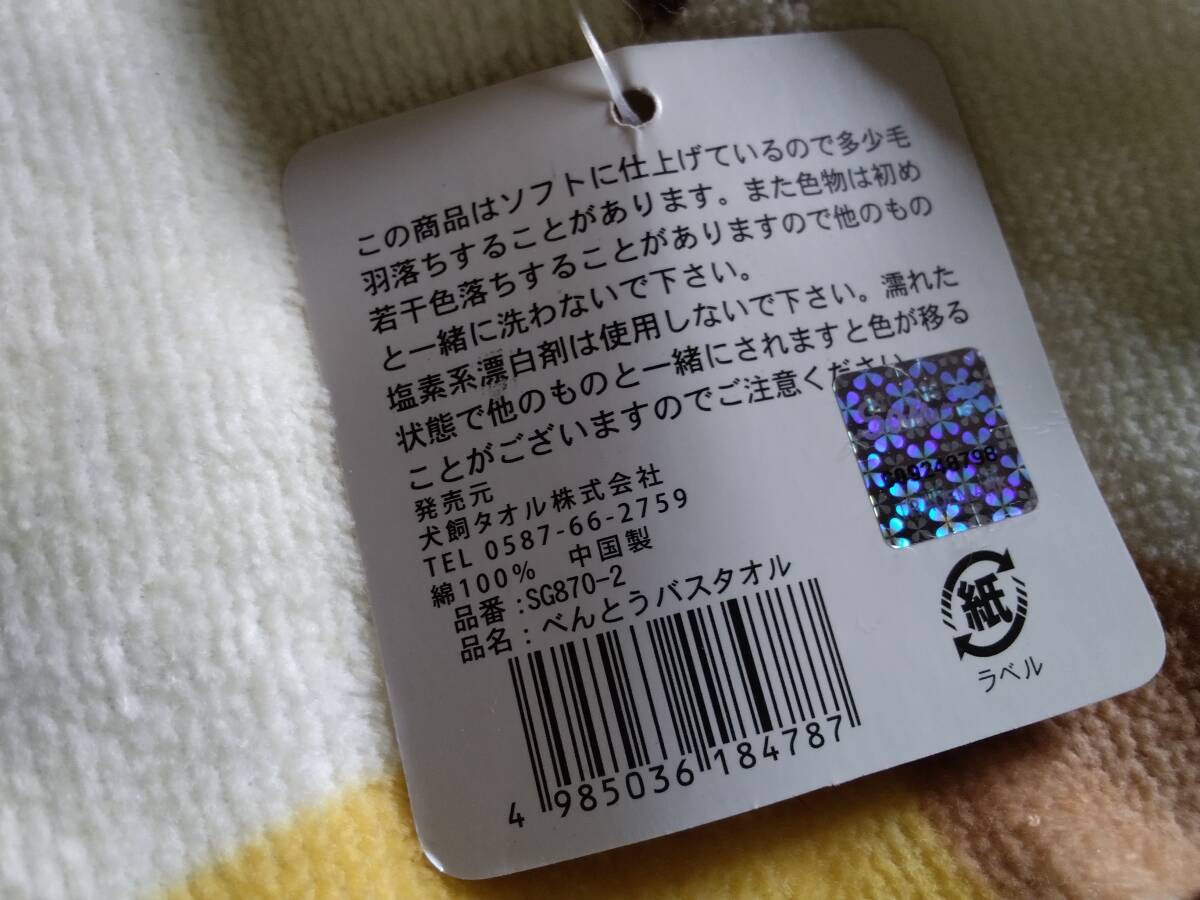 この商品はソフトに仕上げているので多少毛
羽落ちすることがあります。また色物は初め
若干色落ちすることがありますので他のもの
と一緒に洗わないで下さい。
塩素系漂白剤は使用しないで下さい。濡れた
状態で他のものと一緒にされますと色が移る
ことがございますのでご注意ください
発売元
犬飼タオル株式会社
TEL 0587-66-2759
綿100% 中国製
品番:SG870-2
品名:べんとうバスタオル
4 985036 184787
紙
ラベル